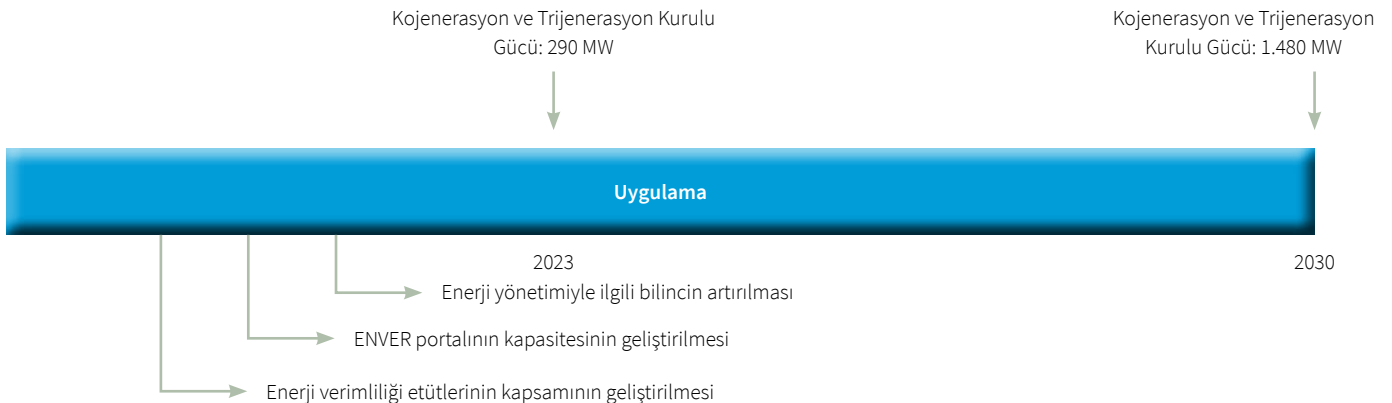 Kojenerasyon ve Trijenerasyon Kurulu
Gücü: 290 MW
Kojenerasyon ve Trijenerasyon
Kurulu Gücü: 1.480 MW
Uygulama
2023
2030
Enerji yönetimiyle ilgili bilincin artırılması
ENVER portalının kapasitesinin geliştirilmesi
Enerji verimliliği etütlerinin kapsamının geliştirilmesi